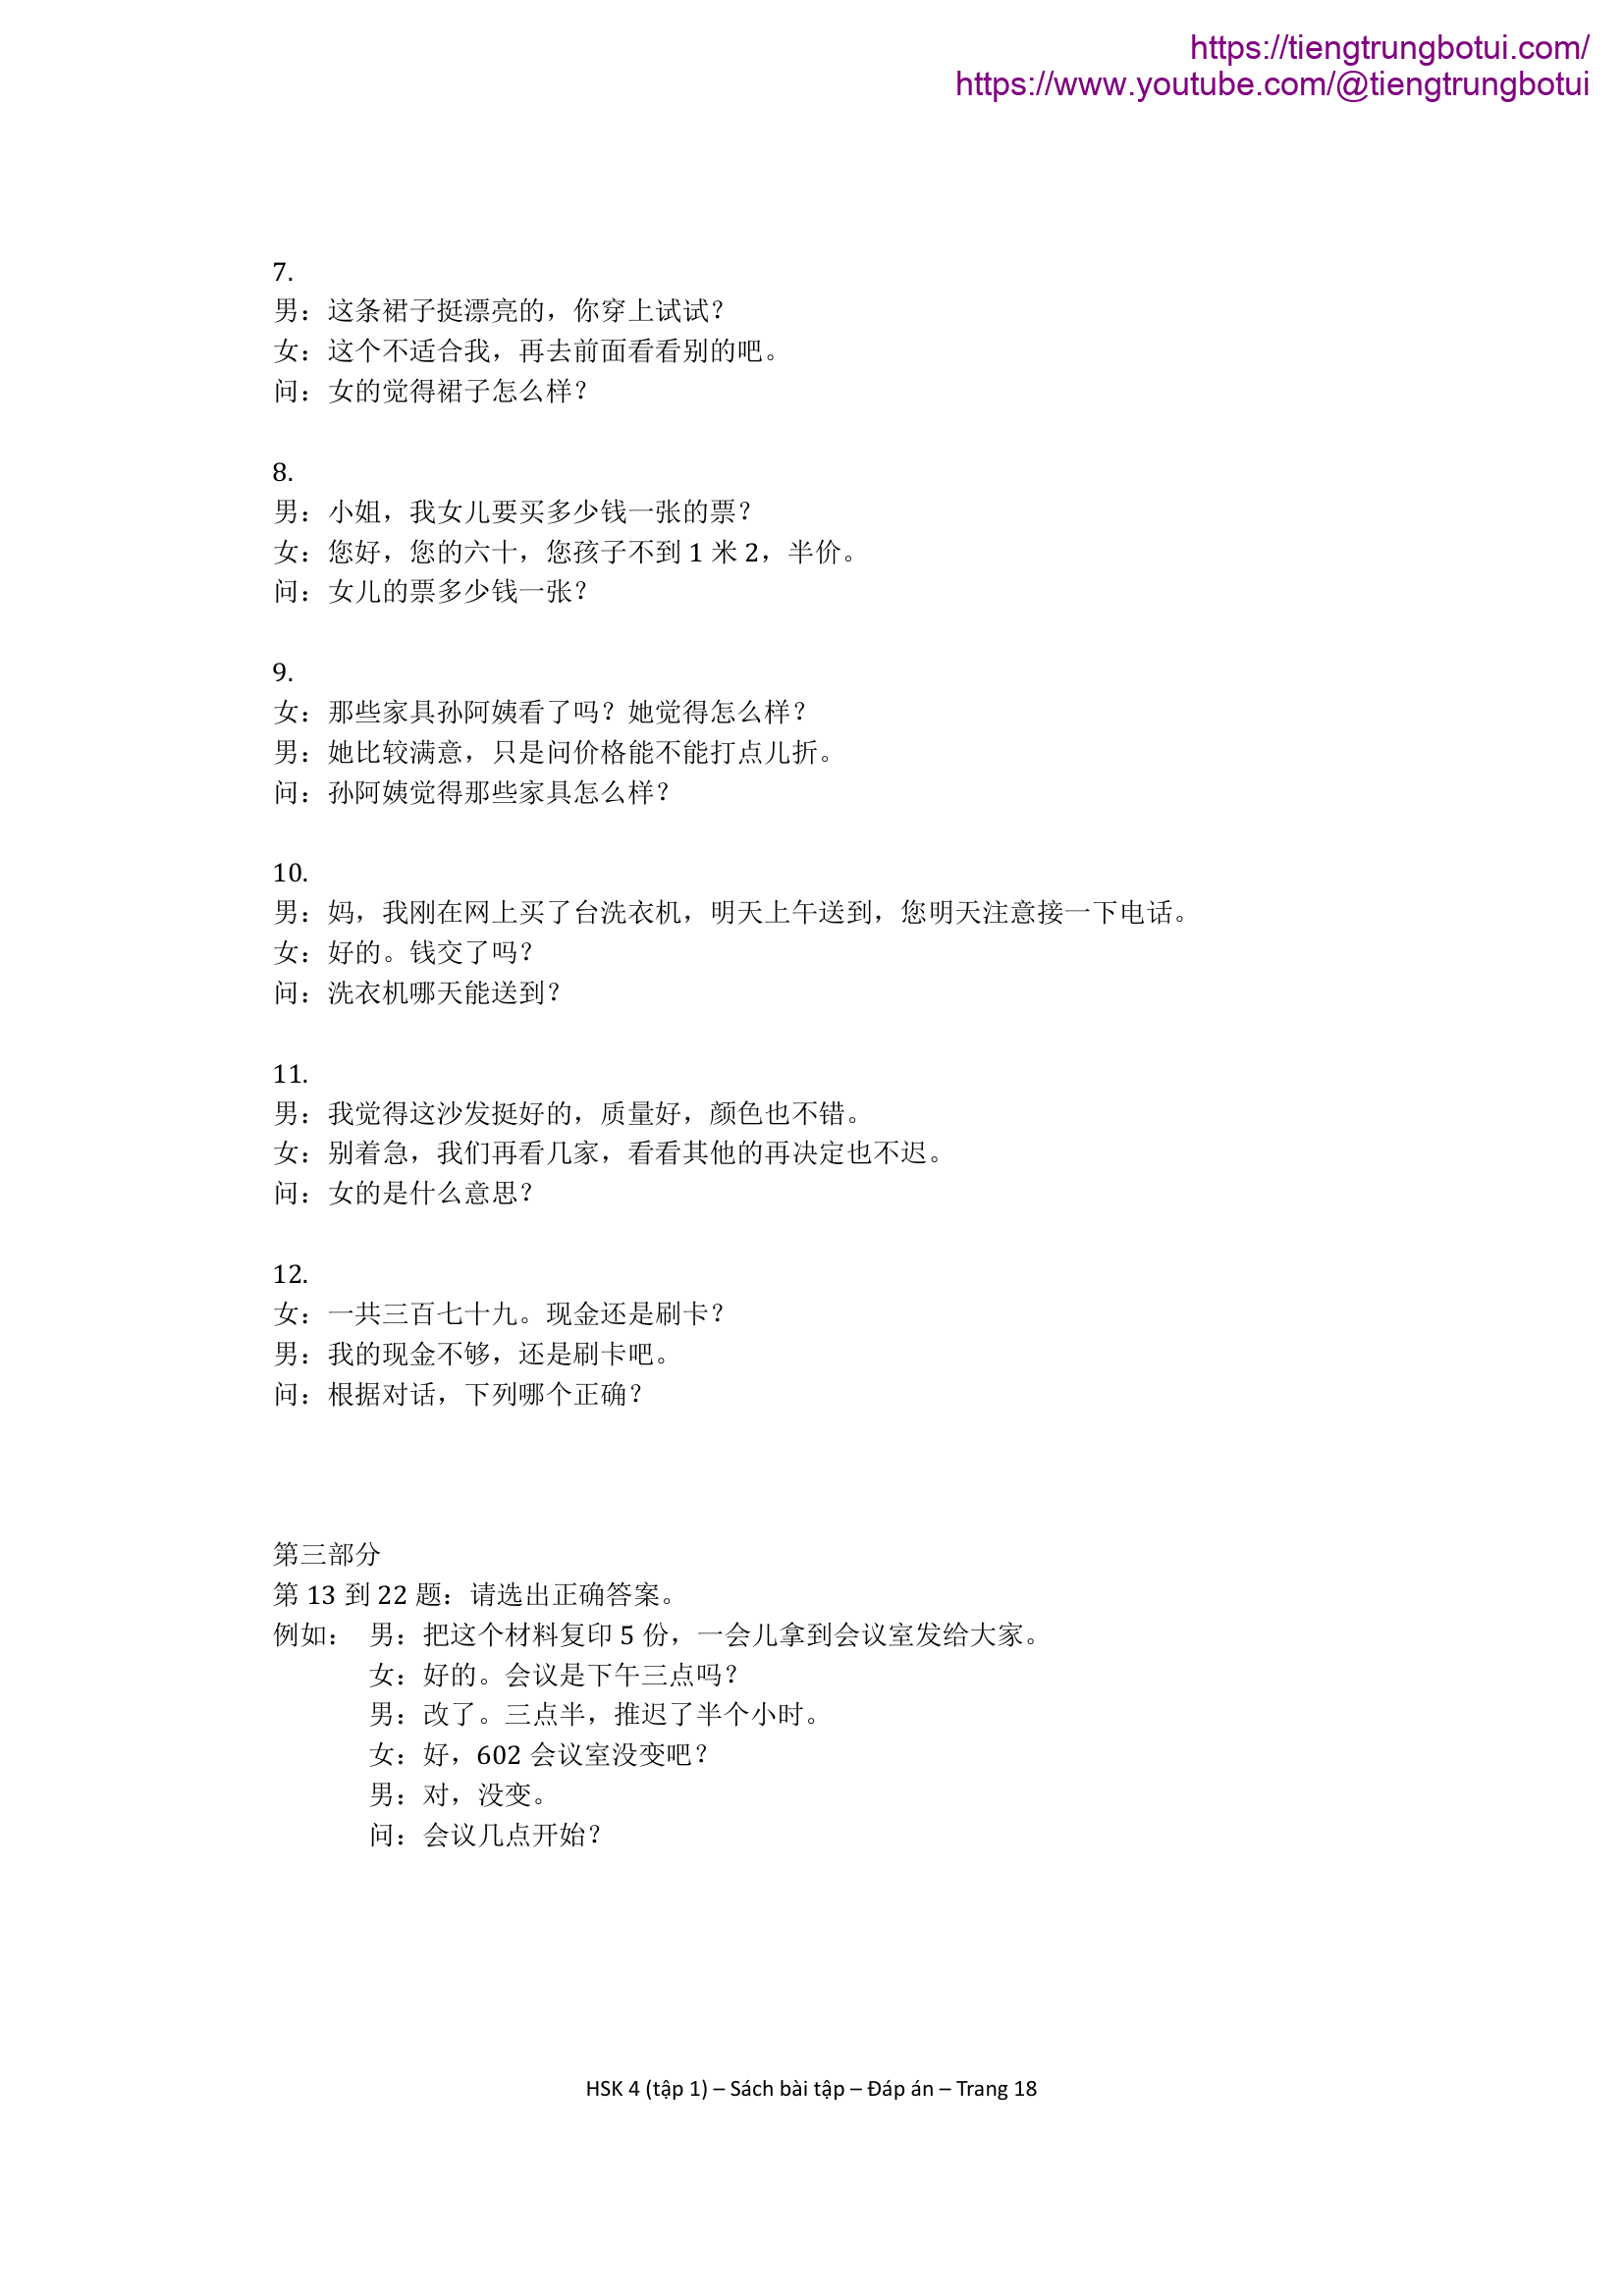 https://tiengtrungbotui.com/
https://www.youtube.com/@tiengtrungbotui
7.
男：这条裙子挺漂亮的，你穿上试试？
女：这个不适合我，再去前面看看别的吧。
问：女的觉得裙子怎么样？
8.
男：小姐，我女儿要买多少钱一张的票？
女：您好，您的六十，您孩子不到 1 米 2，半价。
问：女儿的票多少钱一张？
9.
女：那些家具孙阿姨看了吗？她觉得怎么样？
男：她比较满意，只是问价格能不能打点儿折。
问：孙阿姨觉得那些家具怎么样？
10.
男：妈，我刚在网上买了台洗衣机，明天上午送到，您明天注意接一下电话。
女：好的。钱交了吗？
问：洗衣机哪天能送到？
11.
男：我觉得这沙发挺好的，质量好，颜色也不错。
女：别着急，我们再看几家，看看其他的再决定也不迟。
问：女的是什么意思？
12.
女：一共三百七十九。现金还是刷卡？
男：我的现金不够，还是刷卡吧。
问：根据对话，下列哪个正确？
第三部分
第 13 到 22 题：请选出正确答案。
例如： 男：把这个材料复印 5 份，一会儿拿到会议室发给大家。
女：好的。会议是下午三点吗？
男：改了。三点半，推迟了半个小时。
女：好，602 会议室没变吧？
男：对，没变。
问：会议几点开始？
HSK 4 (tập 1) – Sách bài tập – Đáp án – Trang 18